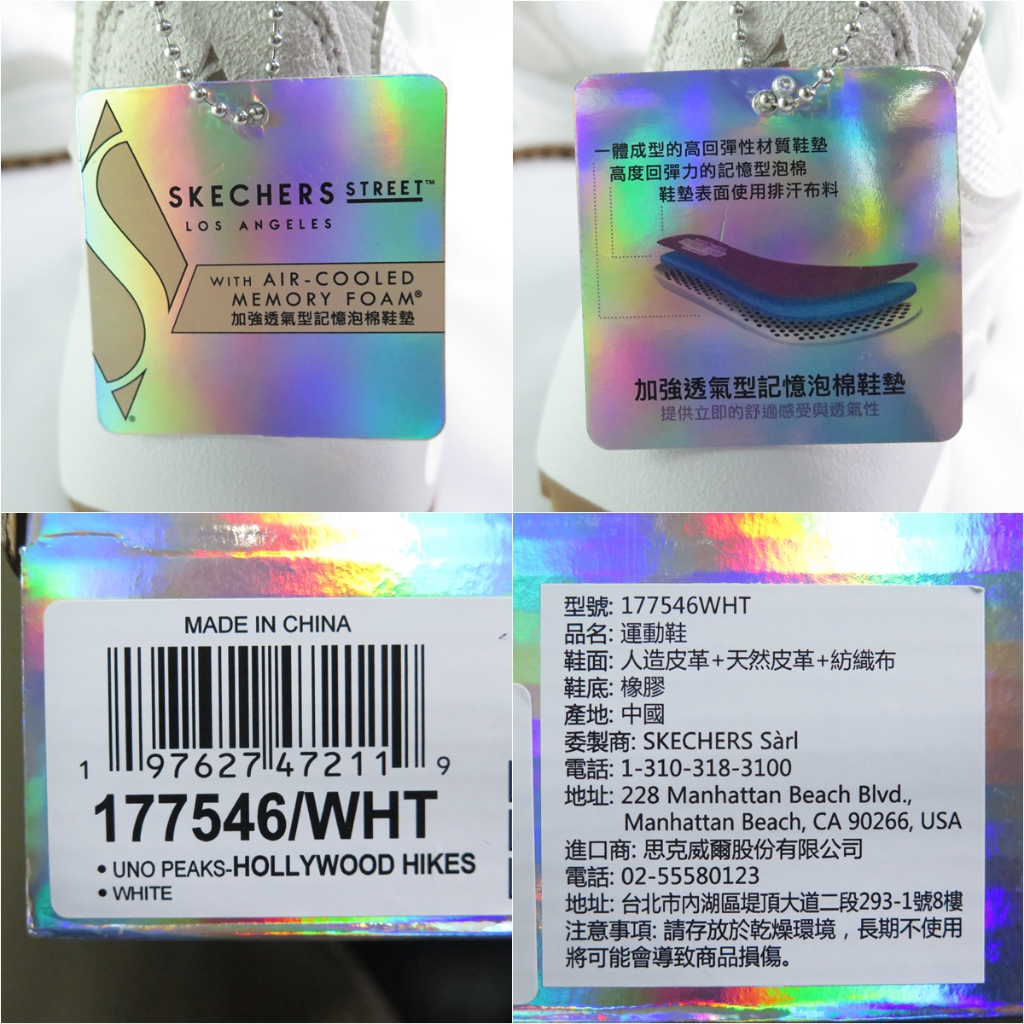 SKECHERS STREET™
LOS ANGELES
WITH AIR-COOLED
MEMORY FOAM®
加強透氣型記憶泡棉鞋墊
®
一體成型的高回彈性材質鞋墊
高度回彈力的記憶型泡棉
鞋墊表面使用排汗布料
加強透氣型記憶泡棉鞋墊
提供立即的舒適感受與透氣性
MADE IN CHINA
1 97627 47211 9
177546/WHT
• UNO PEAKS-HOLLYWOOD HIKES
• WHITE
型號: 177546WHT
品名: 運動鞋
鞋面: 人造皮革+天然皮革+紡織布
鞋底: 橡膠
產地: 中國
委製商: SKECHERS Sàrl
電話: 1-310-318-3100
地址: 228 Manhattan Beach Blvd.,
Manhattan Beach, CA 90266, USA
進口商: 思克威爾股份有限公司
電話: 02-55580123
地址: 台北市內湖區堤頂大道二段293-1號8樓
注意事項: 請存放於乾燥環境，長期不使用
將可能會導致商品損傷。